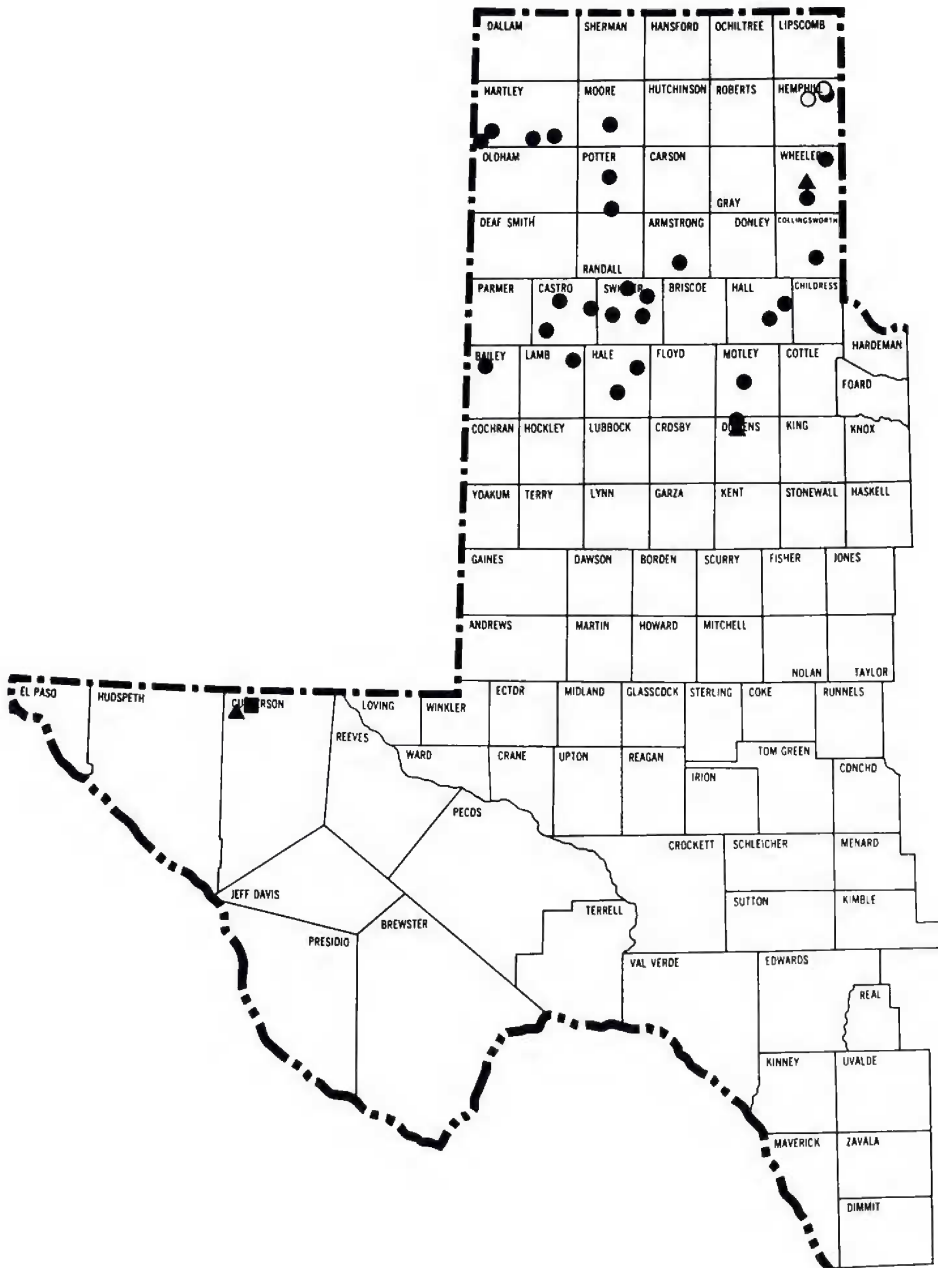 DALLAM SHERMAN HANSFORD OCHILTREE LIPSCOMB
HARTLEY MOORE HUTCHINSON ROBERTS HEMPHILL
OLDHAM POTTER CARSON WHEELER
GRAY
DEAF SMITH ARMSTRONG DONLEY COLLINGSWORTH
RANDALL
PARMER CASTRO SWISHER BRISCOE HALL CHILDRESS
HARDEMAN
BAILEY LAMB HALE FLOYD MOTLEY COTTLE
FOARD
COCHRAN HOCKLEY LUBBOCK CROSBY DICKENS KING KNOX
YOAKUM TERRY LYNN GARZA KENT STONEWALL HASKELL
GAINES DAWSON BORDEN SCURRY FISHER JONES
ANDREWS MARTIN HOWARD MITCHELL
NOLAN TAYLOR
EL PASO HUDSPETH CULBERSON LOVING WINKLER ECTOR MIDLAND GLASSCOCK STERLING COKE RUNNELS
REEVES WARD CRANE UPTON REAGAN TOM GREEN
IRION CONCHO
PECOS
CROCKETT SCHLEICHER MENARD
JEFF DAVIS SUTTON KIMBLE
TERRELL
BREWSTER
PRESIDIO
VAL VERDE EDWARDS
REAL
KINNEY UVALDE
MAVERICK ZAVALA
DIMMIT